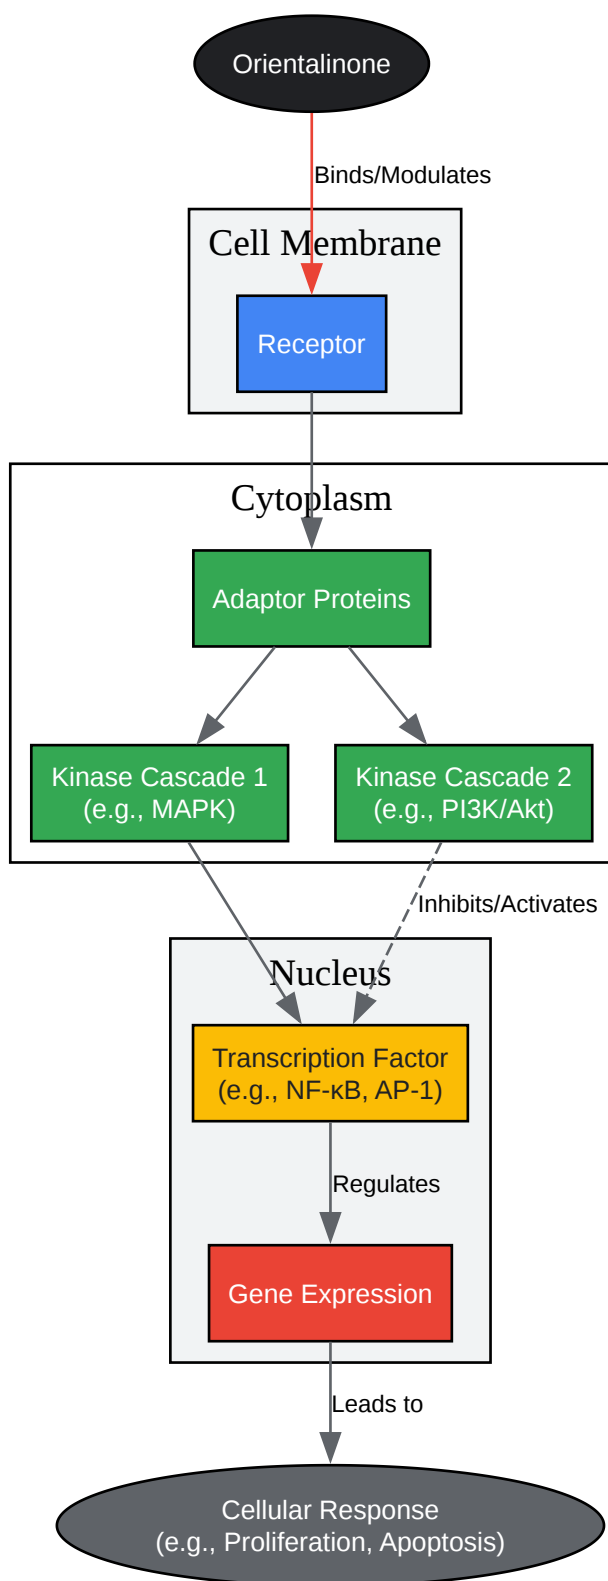 Orientalinone
Binds/Modulates
Cell Membrane
Receptor
Cytoplasm
Adaptor Proteins
Kinase Cascade 1
(e.g., MAPK)
Kinase Cascade 2
(e.g., PI3K/Akt)
Inhibits/Activates
Nucleus
Transcription Factor
(e.g., NF-κB, AP-1)
Regulates
Gene Expression
Leads to
Cellular Response
(e.g., Proliferation, Apoptosis)